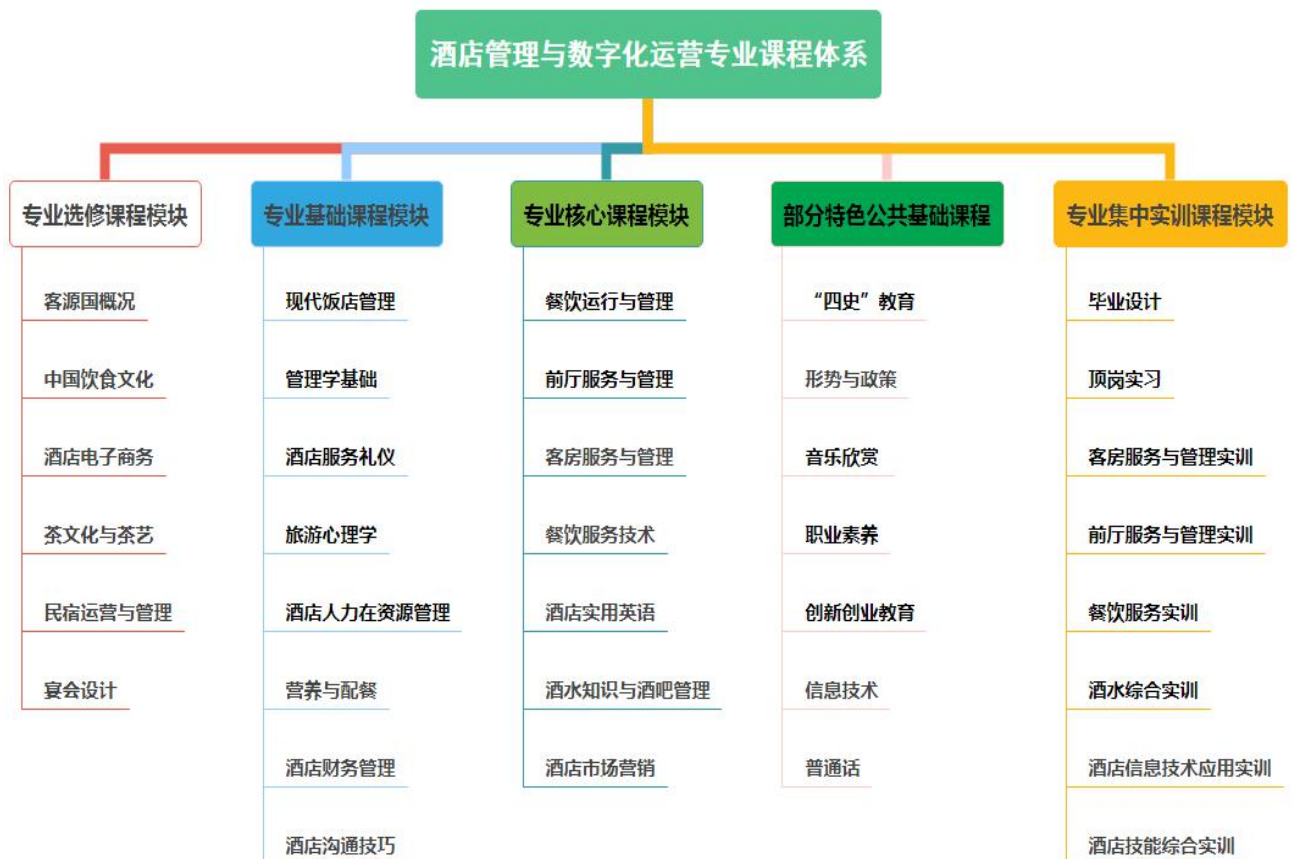 酒店管理与数字化运营专业课程体系
专业选修课程模块
客源国概况
中国饮食文化
酒店电子商务
茶文化与茶艺
民宿运营与管理
宴会设计
专业基础课程模块
现代饭店管理
管理学基础
酒店服务礼仪
旅游心理学
酒店人力在资源管理
营养与配餐
酒店财务管理
酒店沟通技巧
专业核心课程模块
餐饮运行与管理
前厅服务与管理
客房服务与管理
餐饮服务技术
酒店实用英语
酒水知识与酒吧管理
酒店市场营销
部分特色公共基础课程
“四史”教育
形势与政策
音乐欣赏
职业素养
创新创业教育
信息技术
普通话
专业集中实训课程模块
毕业设计
顶岗实习
客房服务与管理实训
前厅服务与管理实训
餐饮服务实训
酒水综合实训
酒店信息技术应用实训
酒店技能综合实训